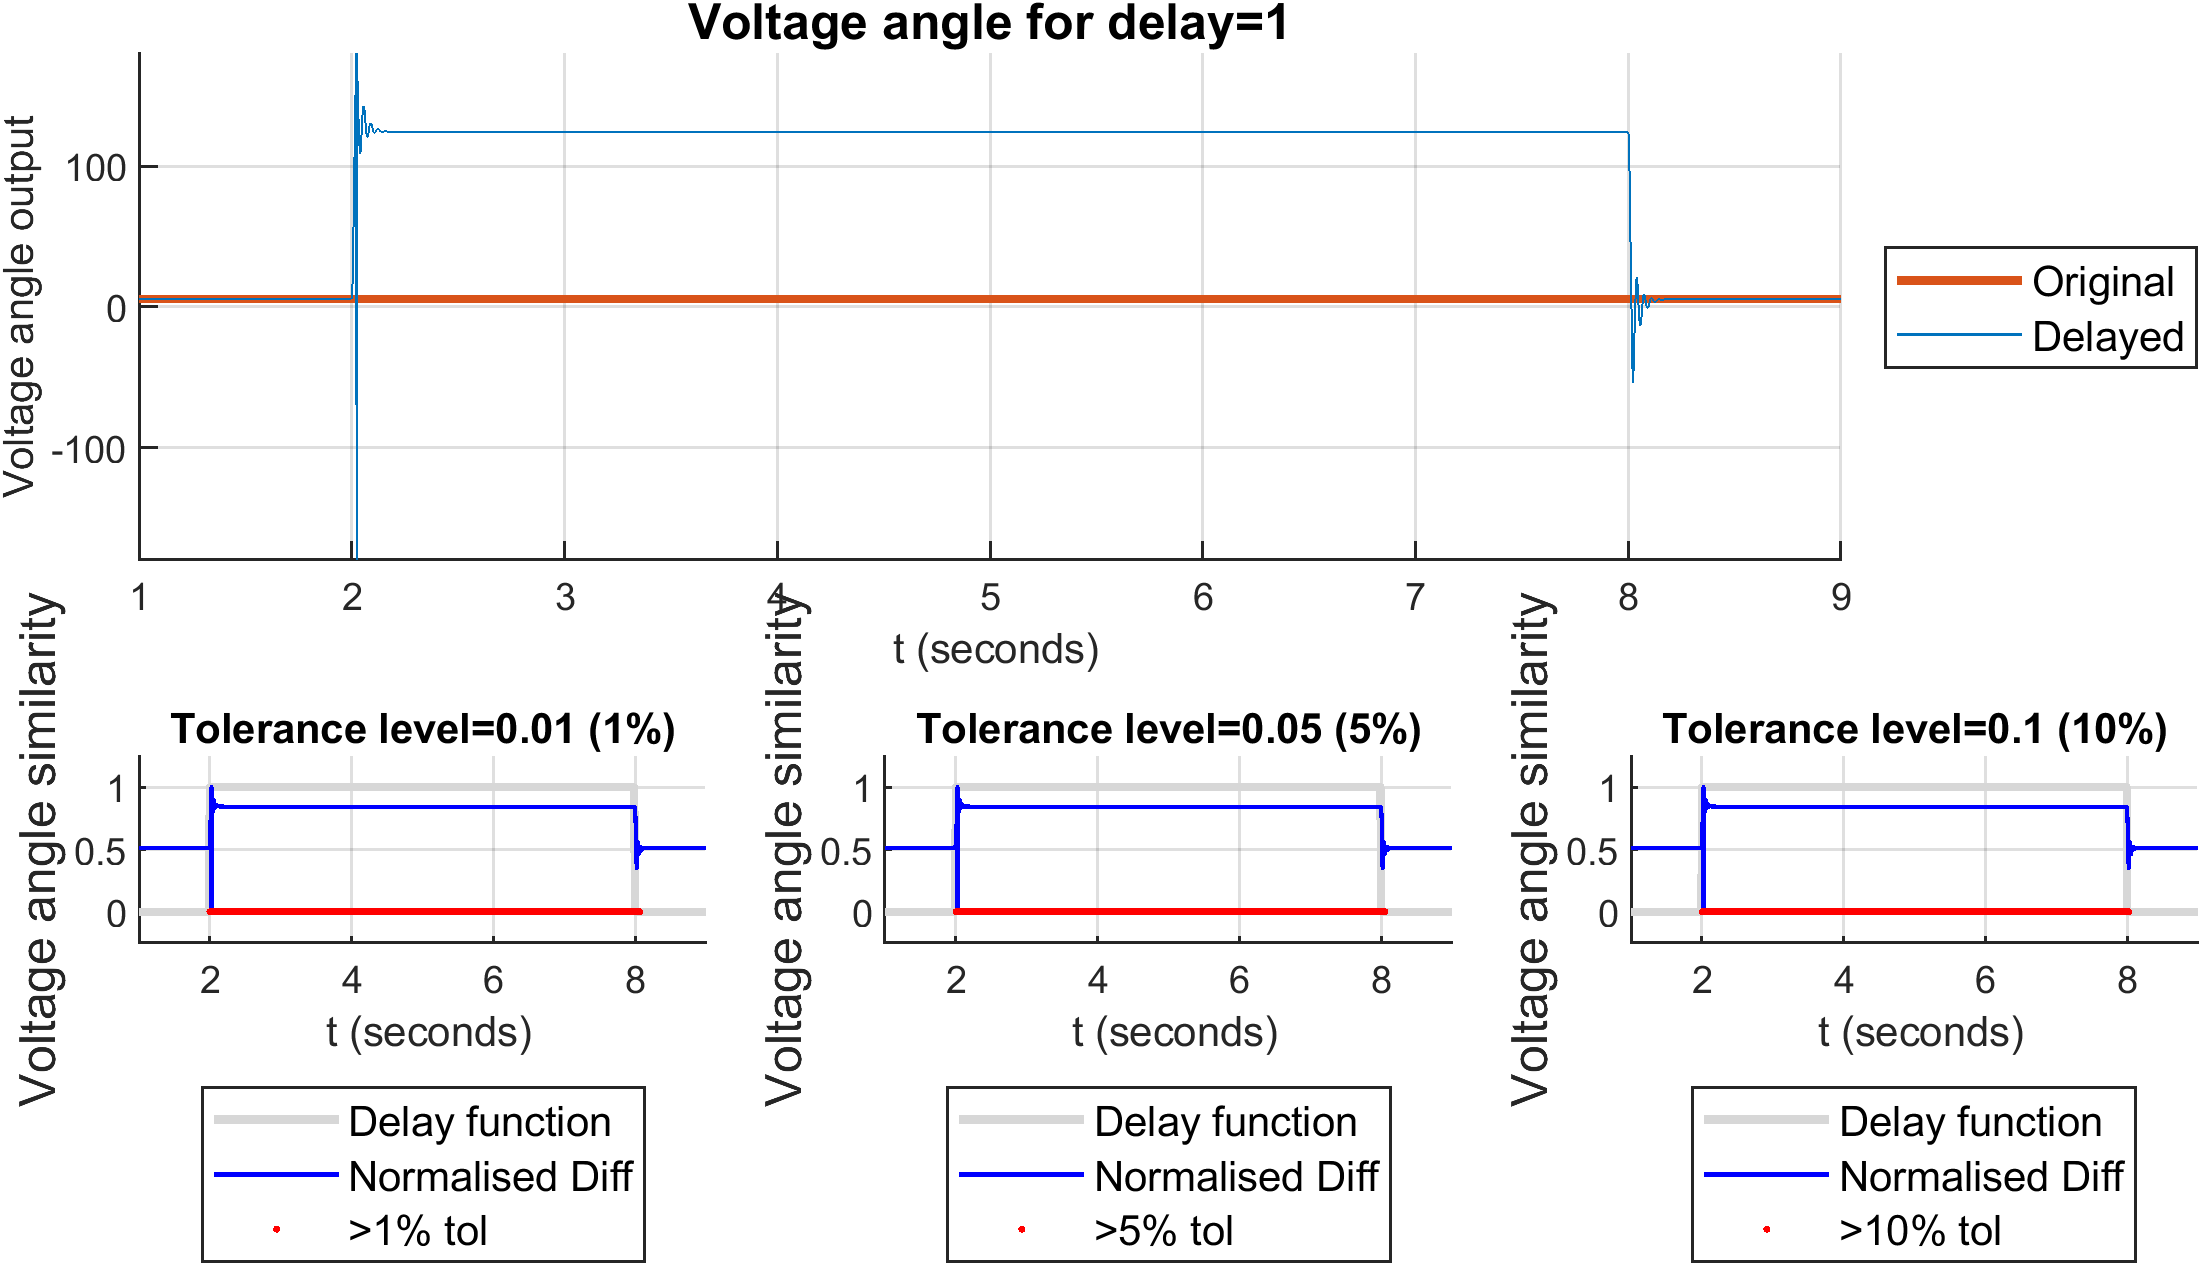 Voltage angle for delay=1
Voltage angle output
100
0
-100
1 2 3 4 5 6 7 8 9
t (seconds)
Original
Delayed
Tolerance level=0.01 (1%)
Voltage angle similarity
1
0.5
0
2 4 6 8
t (seconds)
Delay function
Normalised Diff
>1% tol
Tolerance level=0.05 (5%)
Voltage angle similarity
1
0.5
0
2 4 6 8
t (seconds)
Delay function
Normalised Diff
>5% tol
Tolerance level=0.1 (10%)
Voltage angle similarity
1
0.5
0
2 4 6 8
t (seconds)
Delay function
Normalised Diff
>10% tol